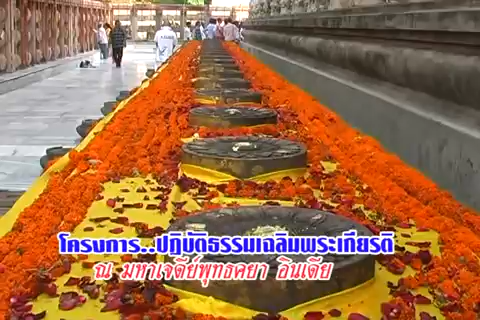 โครงการ..ปฏิบัติธรรมเฉลิมพระเกียรติ
ณ มหาเจดีย์พุทธคยา อินเดีย